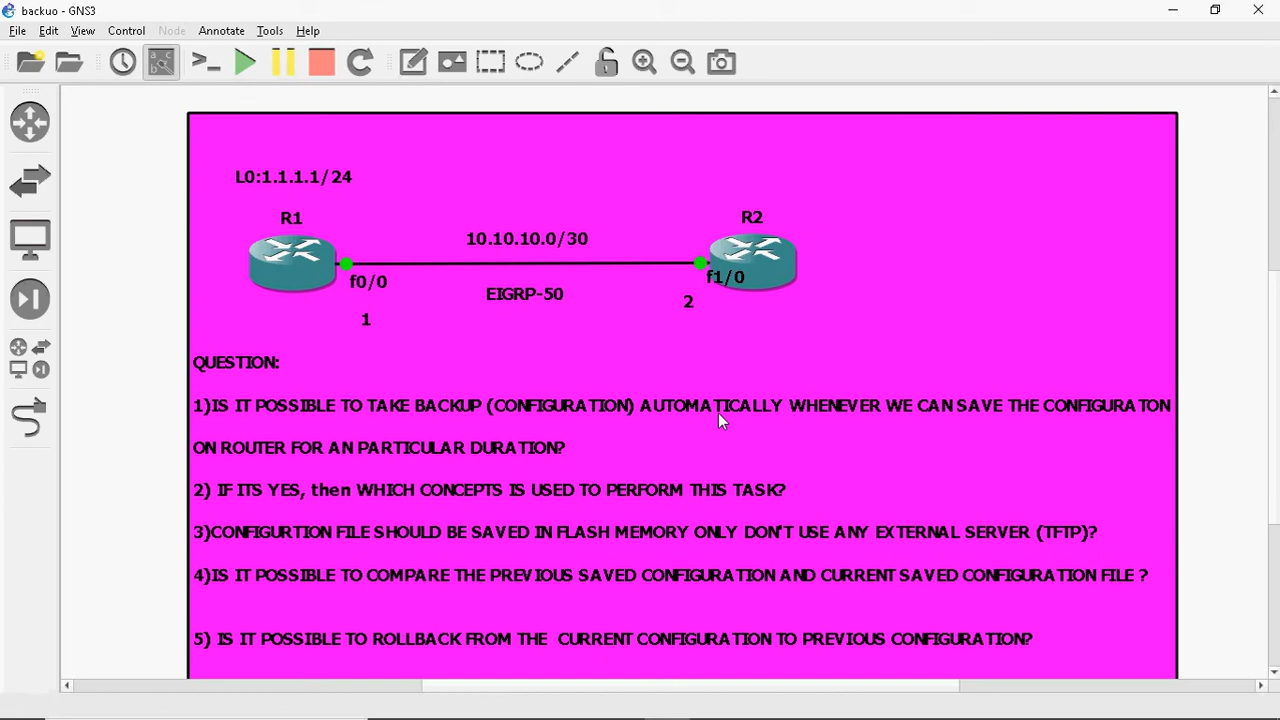 backuo - GNS3
File Edit View Control Node Annotate Tools Help
L0:1.1.1.1/24
R1
R2
10.10.10.0/30
f0/0
f1/0
EIGRP-50
2
1
QUESTION:
1)IS IT POSSIBLE TO TAKE BACKUP (CONFIGURATION) AUTOMATICALLY WHENEVER WE CAN SAVE THE CONFIGURATON
ON ROUTER FOR AN PARTICULAR DURATION?
2) IF ITS YES, then WHICH CONCEPTS IS USED TO PERFORM THIS TASK?
3)CONFIGURTION FILE SHOULD BE SAVED IN FLASH MEMORY ONLY DON'T USE ANY EXTERNAL SERVER (TFTP)?
4)IS IT POSSIBLE TO COMPARE THE PREVIOUS SAVED CONFIGURATION AND CURRENT SAVED CONFIGURATION FILE ?
5) IS IT POSSIBLE TO ROLLBACK FROM THE  CURRENT CONFIGURATION TO PREVIOUS CONFIGURATION?